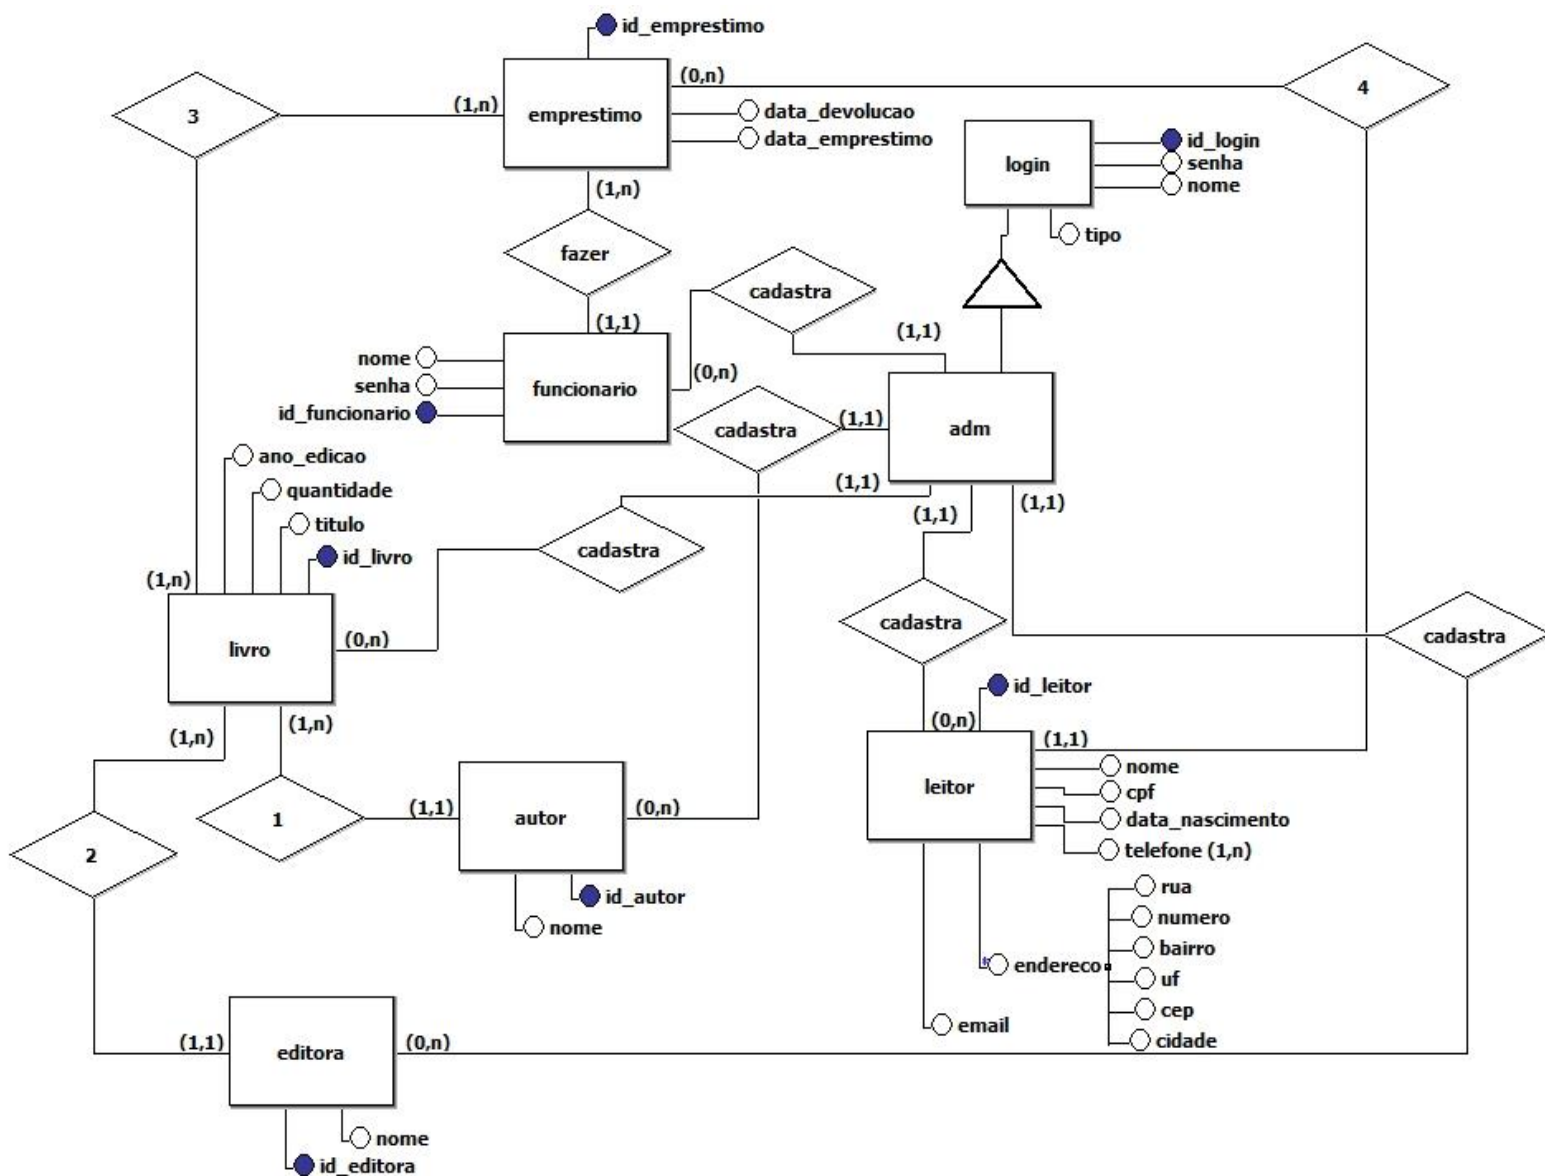 id_emprestimo
(0,n)
3
(1,n)
emprestimo
data_devolucao
data_emprestimo
4
login
id_login
senha
nome
tipo
(1,n)
fazer
cadastra
(1,1)
(1,1)
nome
senha
id_funcionario
funcionario
(0,n)
cadastra
(1,1)
adm
ano_edicao
quantidade
titulo
id_livro
(1,1)
(1,1)
(1,1)
cadastra
(1,n)
livro
(0,n)
cadastra
cadastra
id_leitor
(0,n)
(1,1)
leitor
nome
cpf
data_nascimento
telefone (1,n)
(1,n)
(1,n)
2
1
(1,1)
autor
(0,n)
id_autor
nome
rua
numero
bairro
* endereco
uf
cep
cidade
email
(1,1)
editora
(0,n)
nome
id_editora